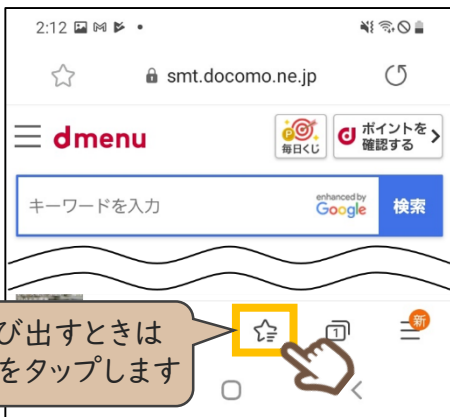 2:12
smt.docomo.ne.jp
dmenu
毎日くじ
d ポイントを
確認する
キーワードを入力
enhanced by
Google
検索
び出すときは
をタップします
1
新